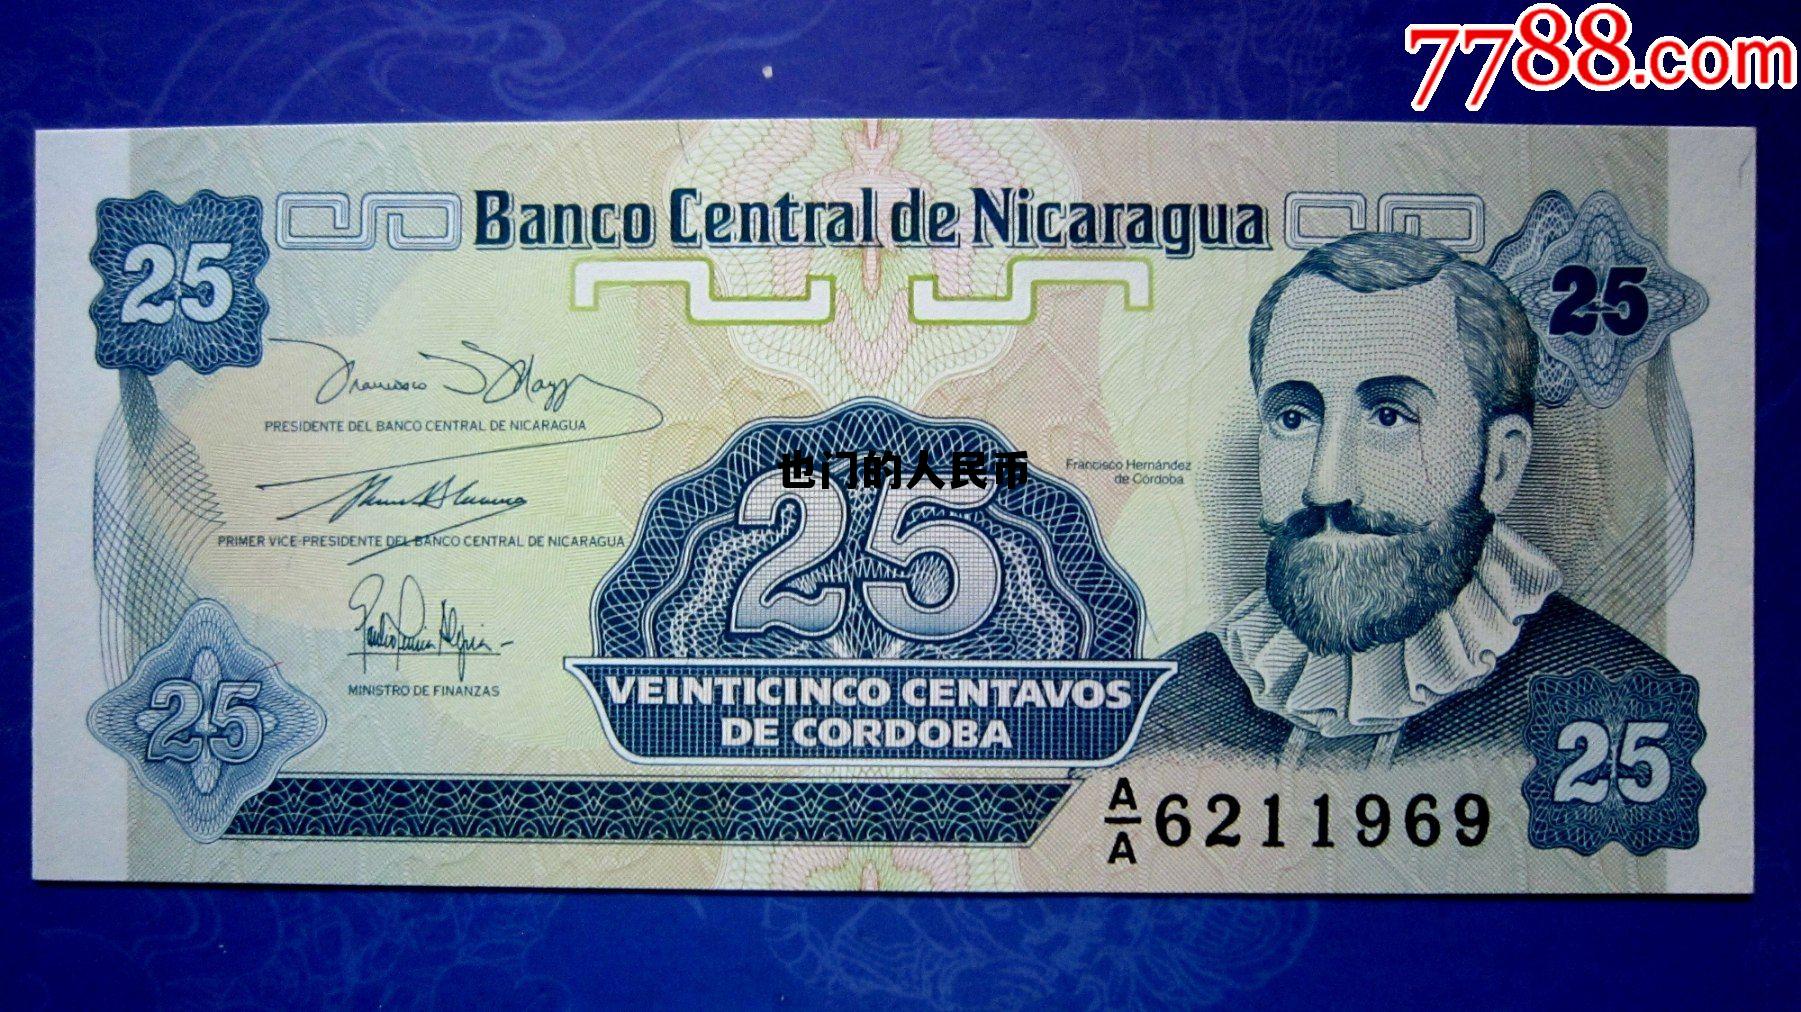 7788.com
Banco Central de Nicaragua
25
25
PRESIDENTE DEL BANCO CENTRAL DE NICARAGUA
也门的人民币
Francisco Hernández
de Córdoba
25
PRIMER VICE-PRESIDENTE DEL BANCO CENTRAL DE NICARAGUA
MINISTRO DE FINANZAS
VEINTICINCO CENTAVOS
DE CORDOBA
25
25
A/A 6211969